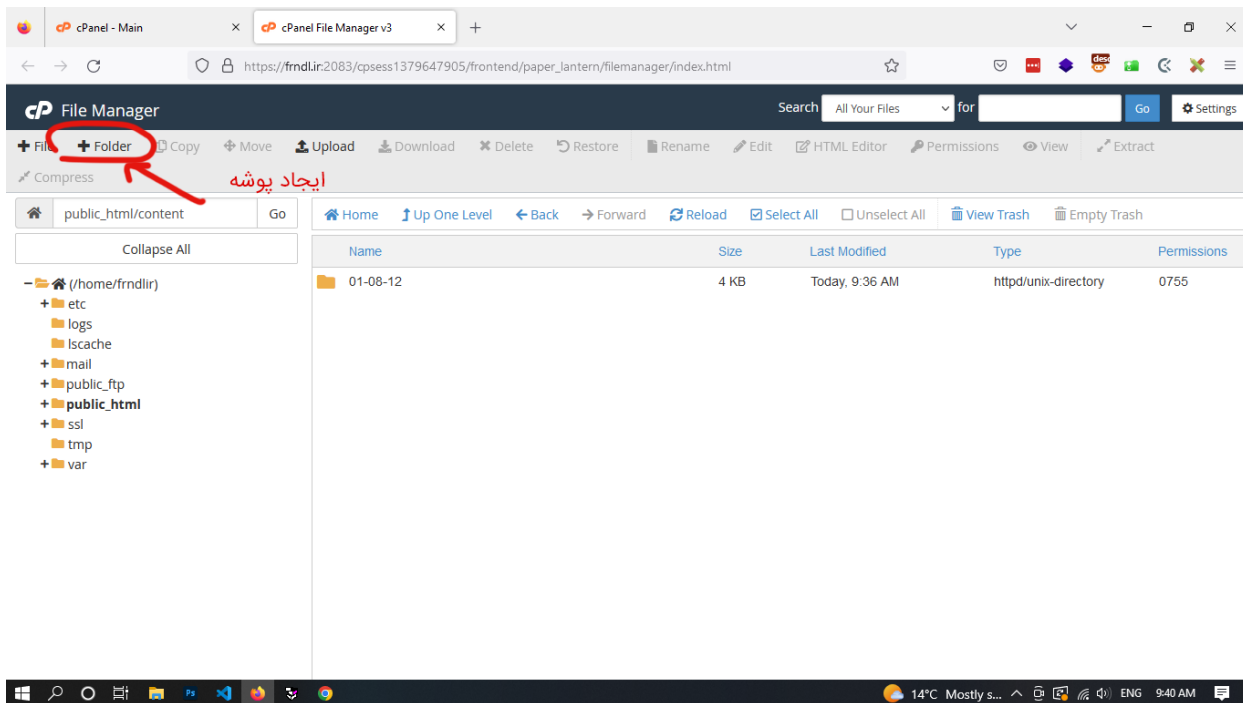 cPanel - Main
cPanel File Manager v3
https://frndl.ir:2083/cpsess1379647905/frontend/paper_lantern/filemanager/index.html
cP File Manager
Search All Your Files for Go Settings
File Folder Copy Move Upload Download Delete Restore Rename Edit HTML Editor Permissions View Extract
Compress
ایجاد پوشه
public_html/content Go
Home Up One Level Back Forward Reload Select All Unselect All View Trash Empty Trash
Collapse All
Name Size Last Modified Type Permissions
01-08-12 4 KB Today, 9:36 AM httpd/unix-directory 0755
(/home/frndlir)
etc
logs
lscache
mail
public_ftp
public_html
ssl
tmp
var
14°C Mostly s... ENG 9:40 AM